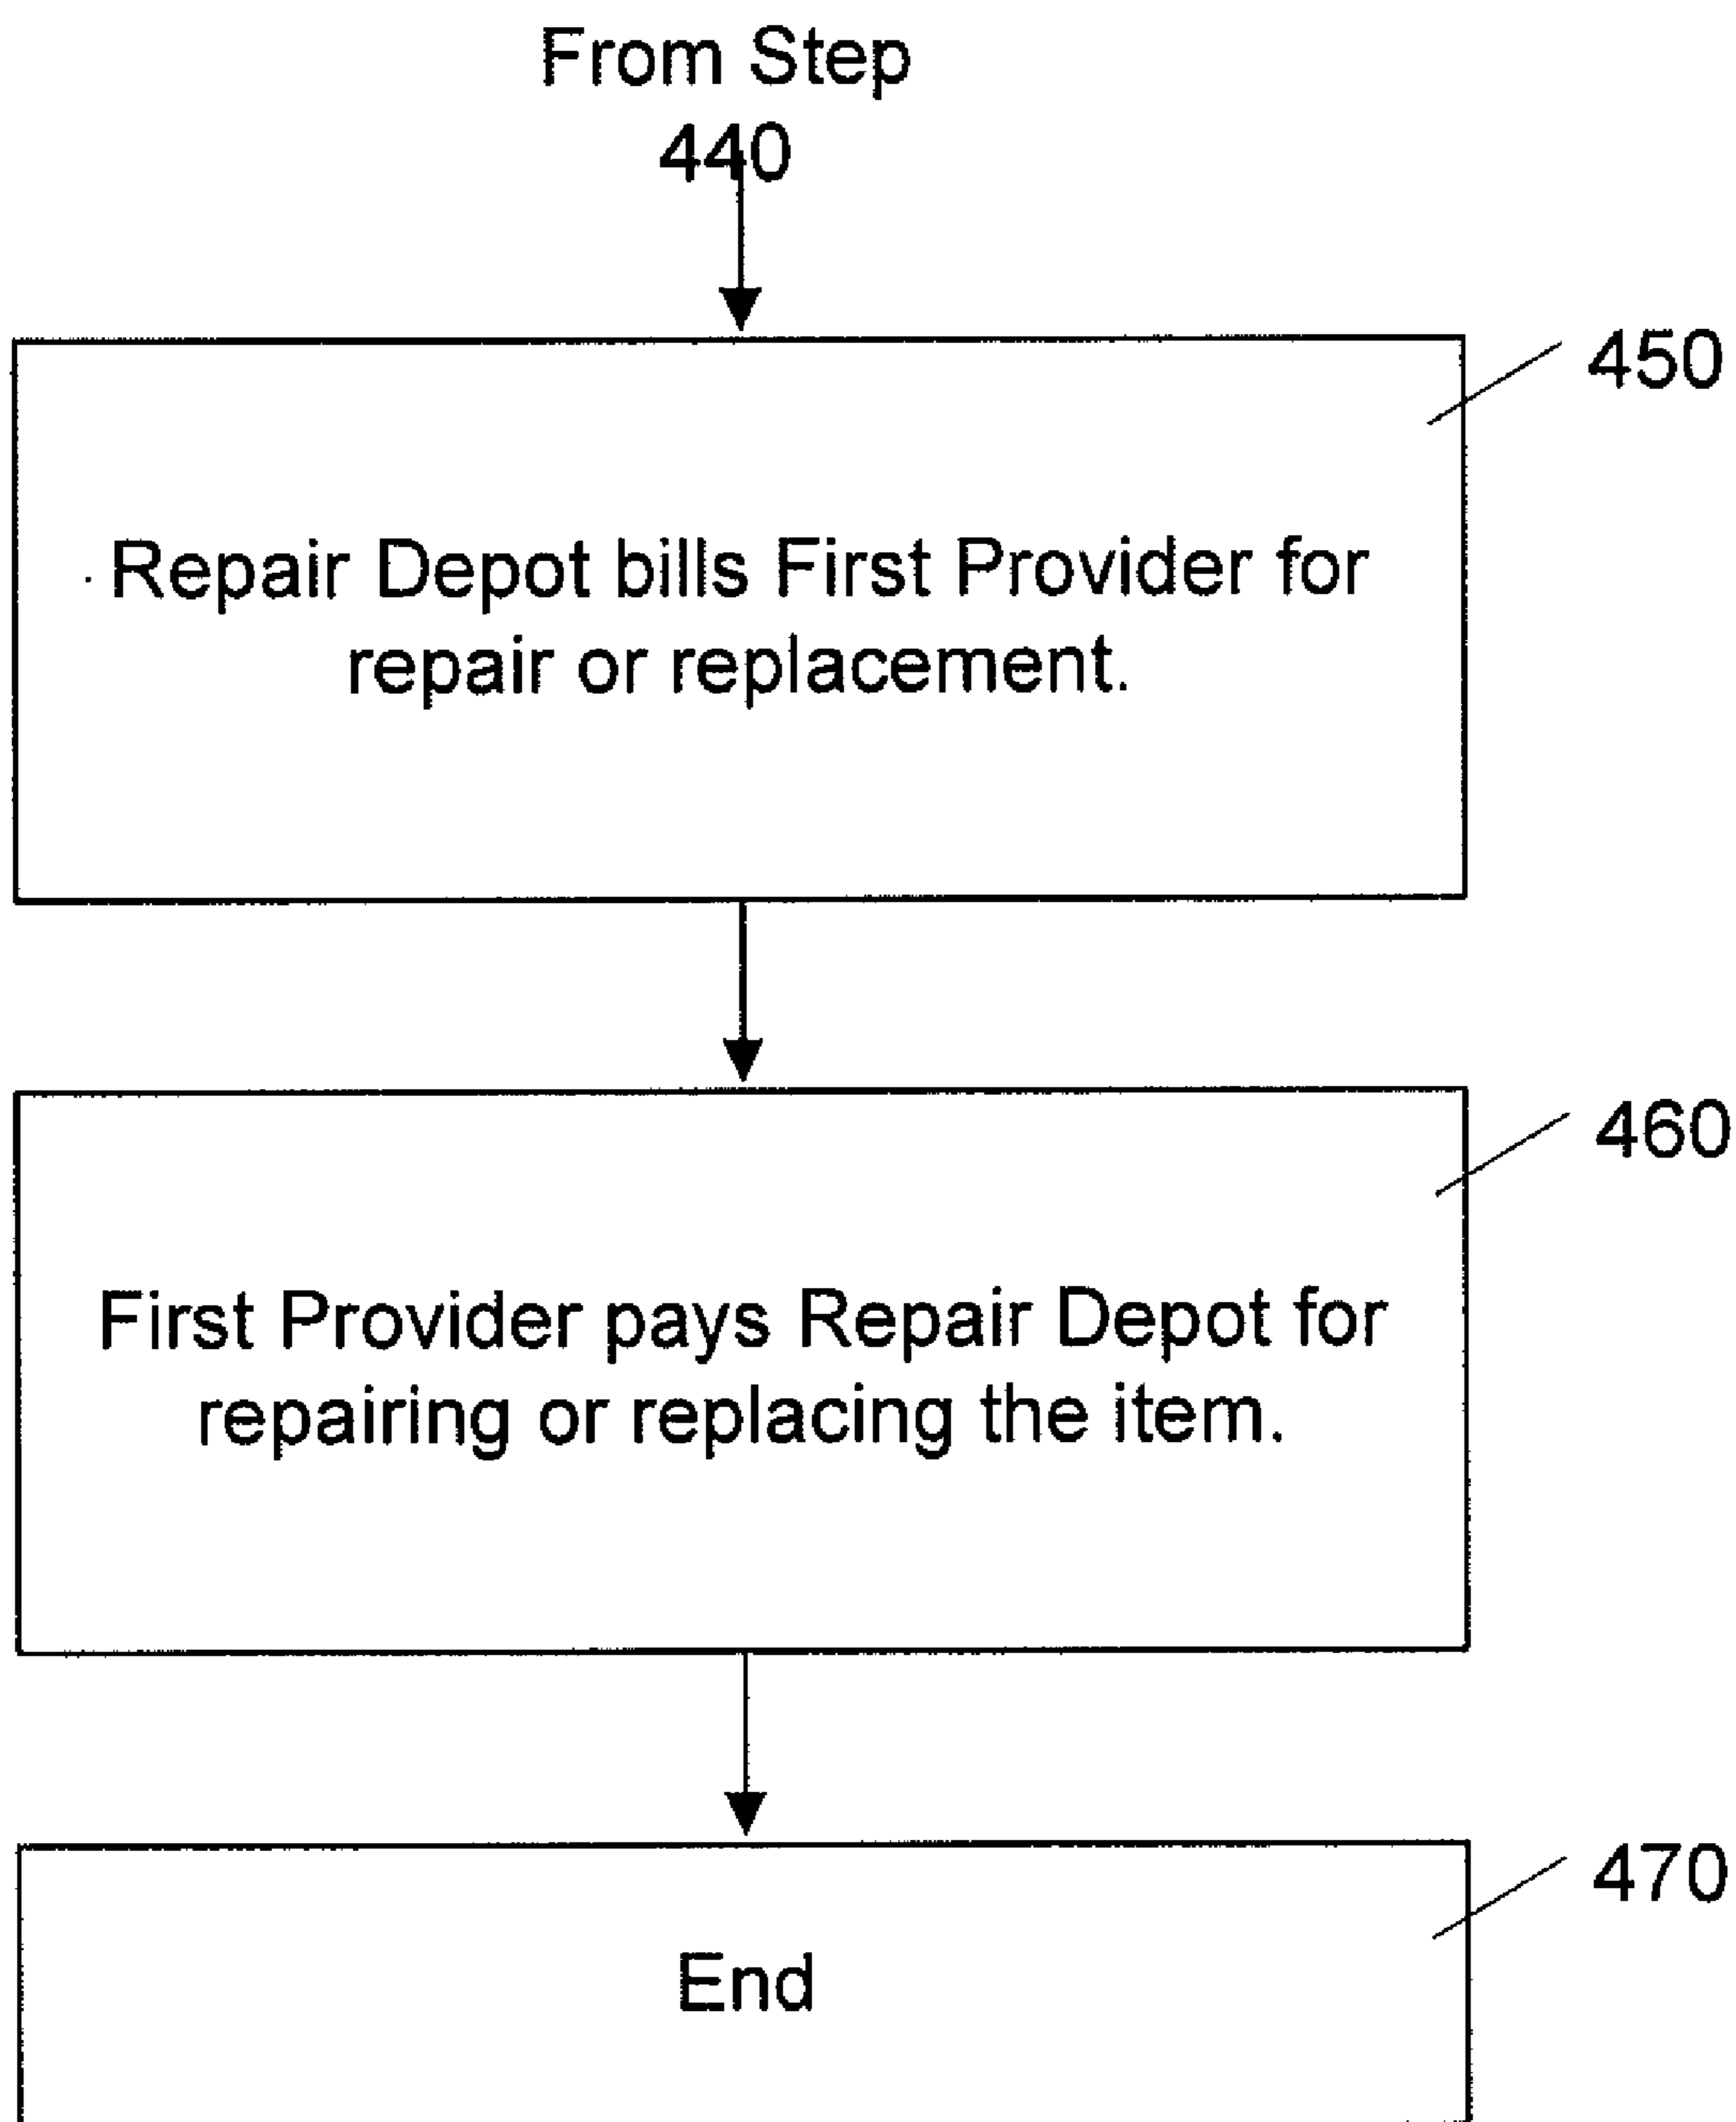 From Step
440
450
Repair Depot bills First Provider for
repair or replacement.
460
First Provider pays Repair Depot for
repairing or replacing the item.
470
End